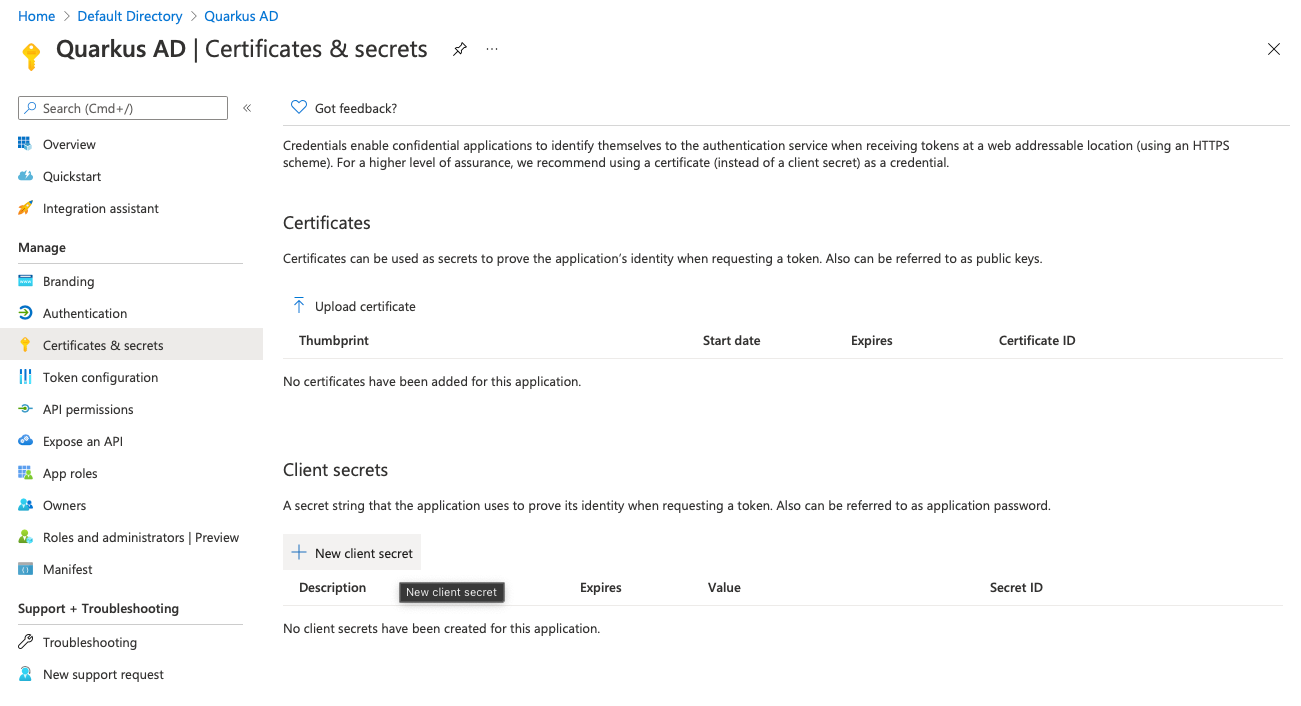 Home > Default Directory > Quarkus AD
Quarkus AD | Certificates & secrets
Search (Cmd+/)
Overview
Quickstart
Integration assistant
Manage
Branding
Authentication
Certificates & secrets
Token configuration
API permissions
Expose an API
App roles
Owners
Roles and administrators | Preview
Manifest
Support + Troubleshooting
Troubleshooting
New support request
Got feedback?
Credentials enable confidential applications to identify themselves to the authentication service when receiving tokens at a web addressable location (using an HTTPS
scheme). For a higher level of assurance, we recommend using a certificate (instead of a client secret) as a credential.
Certificates
Certificates can be used as secrets to prove the application's identity when requesting a token. Also can be referred to as public keys.
Upload certificate
Thumbprint Start date Expires Certificate ID
No certificates have been added for this application.
Client secrets
A secret string that the application uses to prove its identity when requesting a token. Also can be referred to as application password.
New client secret
Description Expires Value Secret ID
New client secret
No client secrets have been created for this application.